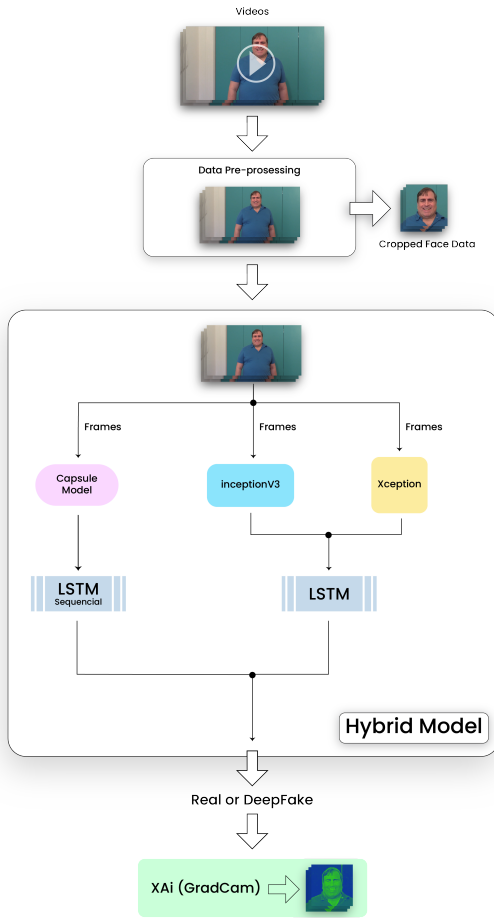 Videos
Data Pre-prosessing
Cropped Face Data
Frames
Frames
Frames
Capsule
Model
inceptionV3
Xception
LSTM
Sequencial
LSTM
Hybrid Model
Real or DeepFake
XAi (GradCam)